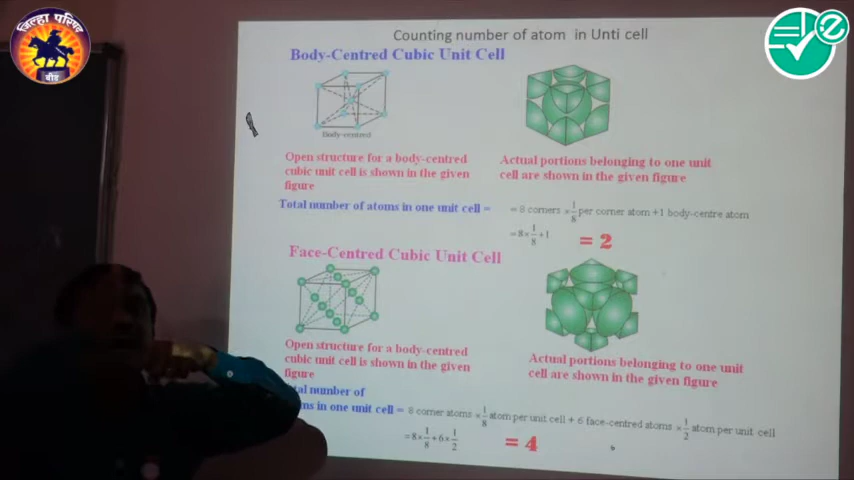 जिल्हा परिषद
बीड
e
Counting number of atom in Unti cell
Body-Centred Cubic Unit Cell
Body-centred
Open structure for a body-centred
cubic unit cell is shown in the given
figure
Actual portions belonging to one unit
cell are shown in the given figure
Total number of atoms in one unit cell =
= 8 corners × 1/8 per corner atom + 1 body-centre atom
= 8 × 1/8 + 1
= 2
Face-Centred Cubic Unit Cell
Open structure for a body-centred
cubic unit cell is shown in the given
figure
Actual portions belonging to one unit
cell are shown in the given figure
tal number of
ms in one unit cell = 8 corner atoms × 1/8 atom per unit cell + 6 face-centred atoms × 1/2 atom per unit cell
= 8 × 1/8 + 6 × 1/2
= 4